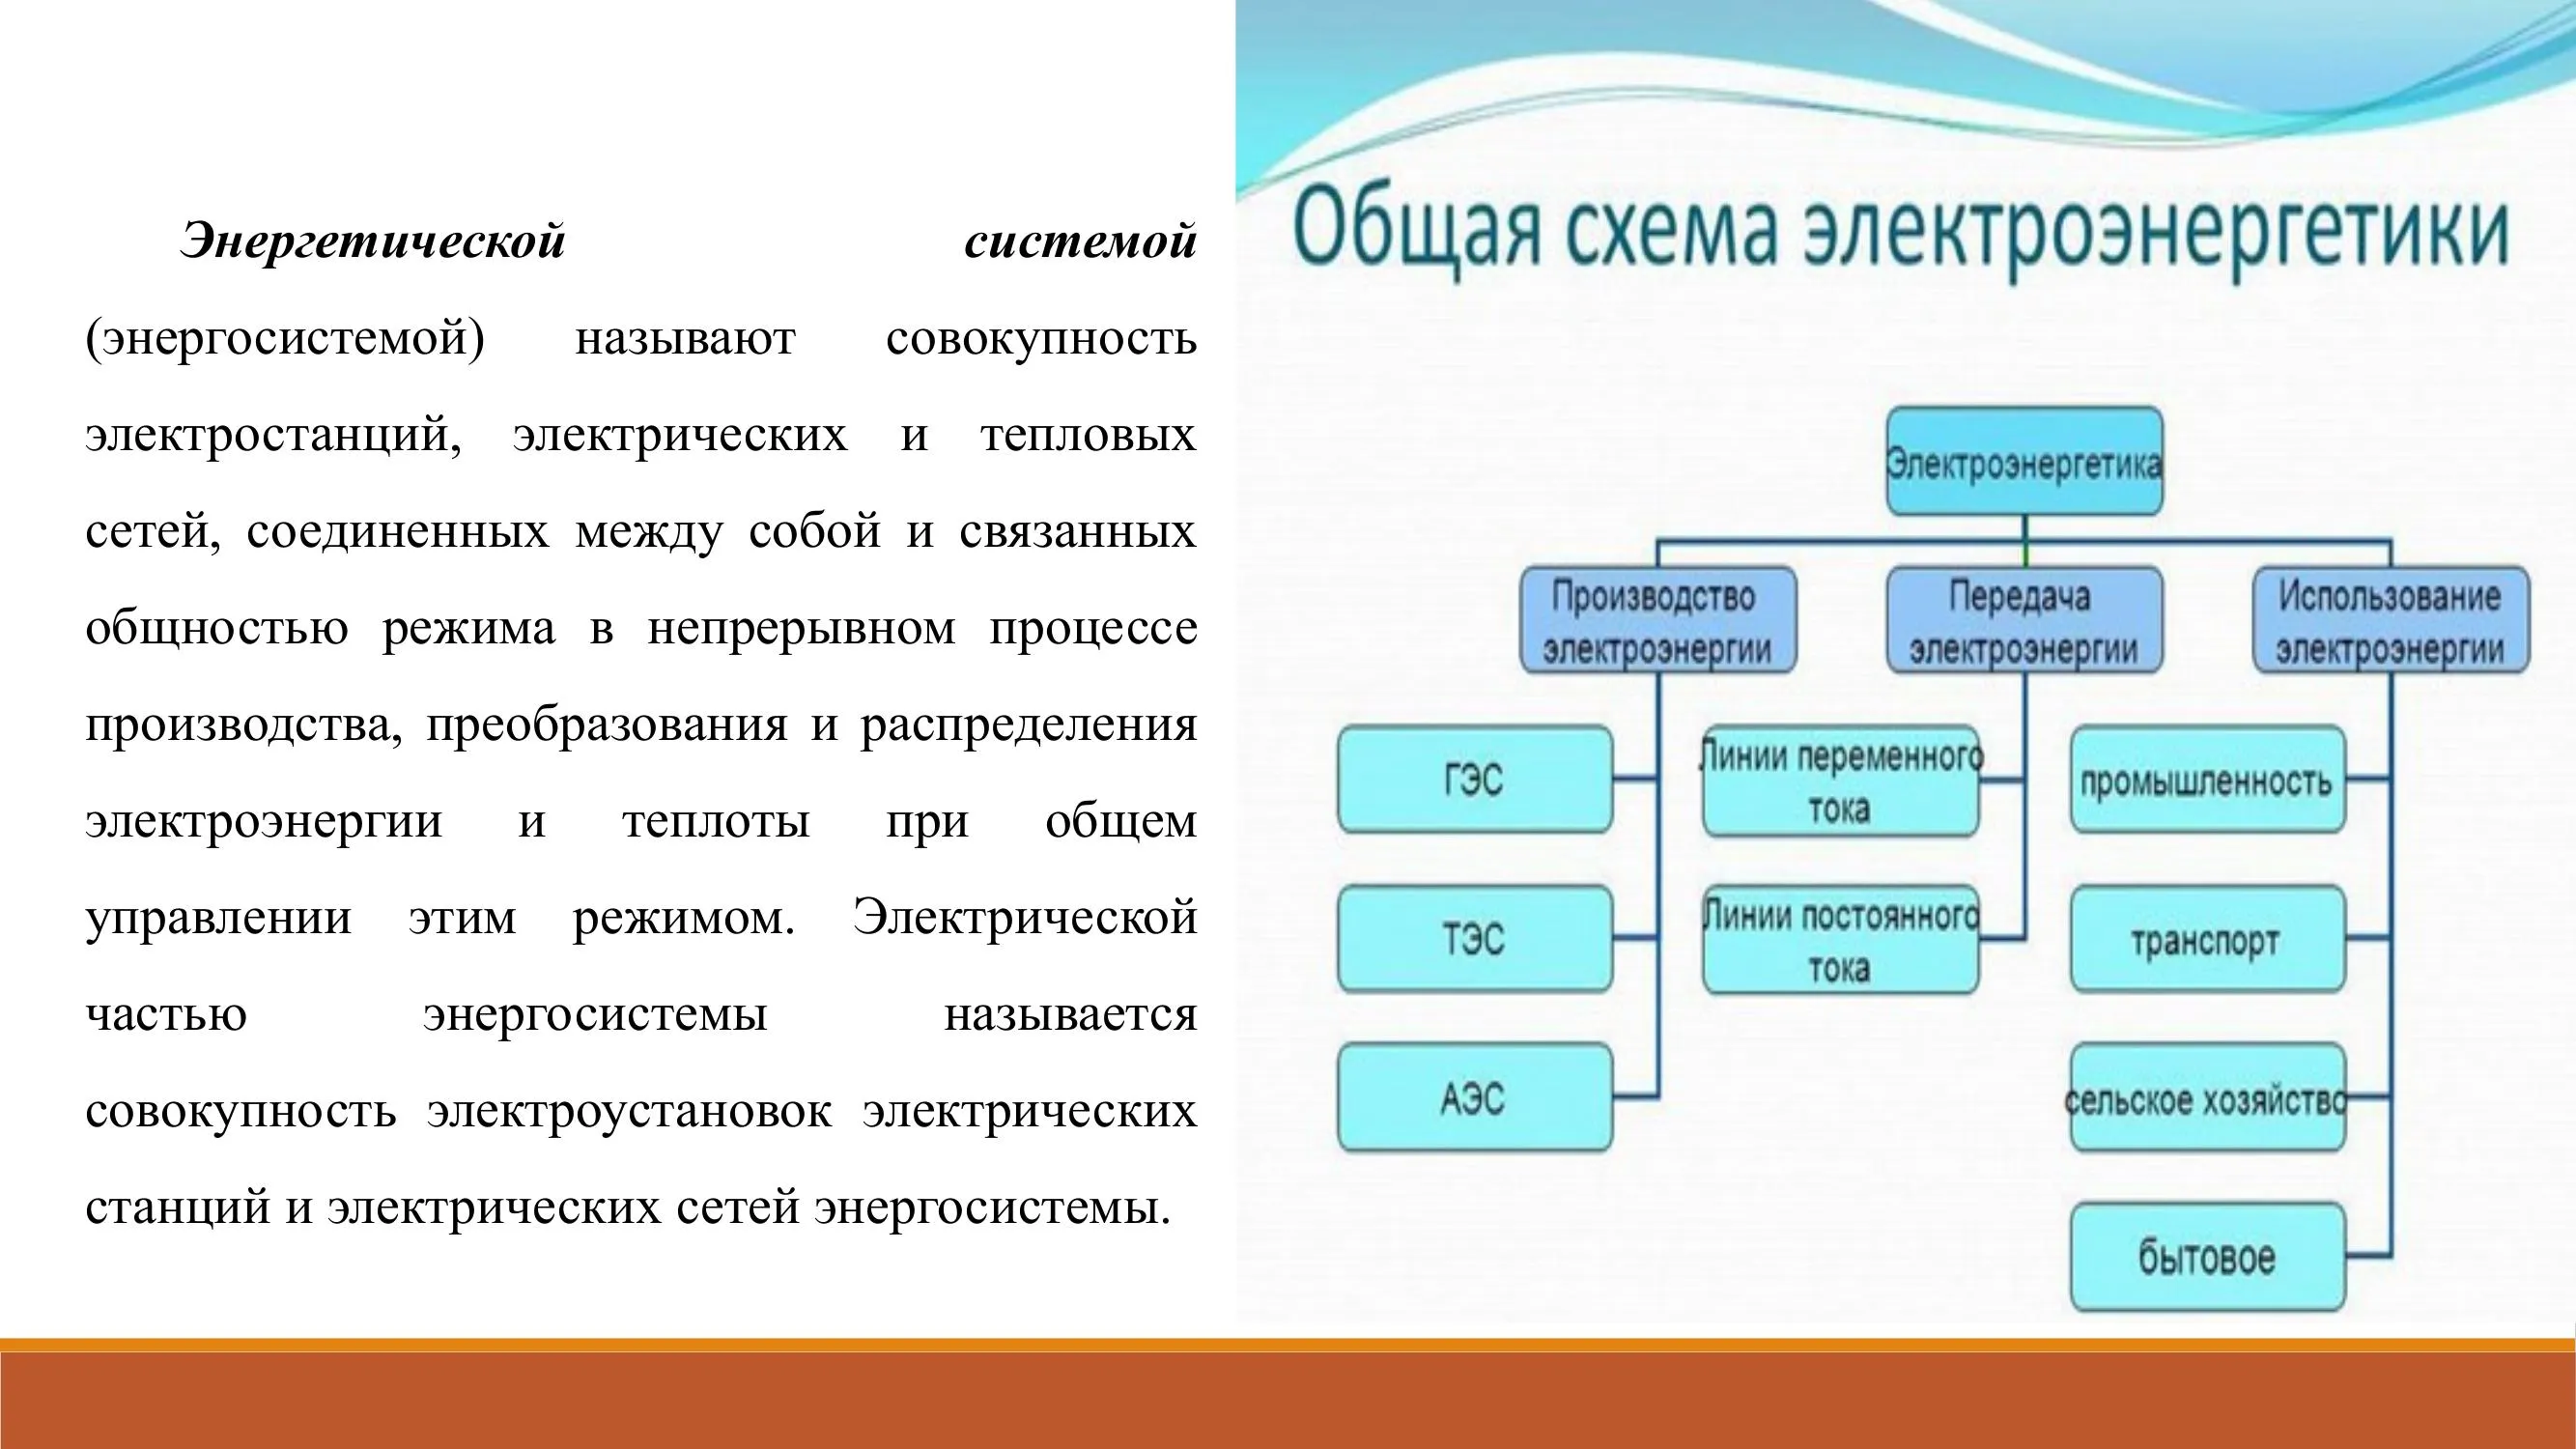 Энергетической системой
(энергосистемой) называют совокупность
электростанций, электрических и тепловых
сетей, соединенных между собой и связанных
общностью режима в непрерывном процессе
производства, преобразования и распределения
электроэнергии и теплоты при общем
управлении этим режимом. Электрической
частью энергосистемы называется
совокупность электроустановок электрических
станций и электрических сетей энергосистемы.
Общая схема электроэнергетики
Электроэнергетика
Производство
электроэнергии
Передача
электроэнергии
Использование
электроэнергии
ГЭС
ТЭС
АЭС
Линии переменного
тока
Линии постоянного
тока
промышленность
транспорт
сельское хозяйство
бытовое